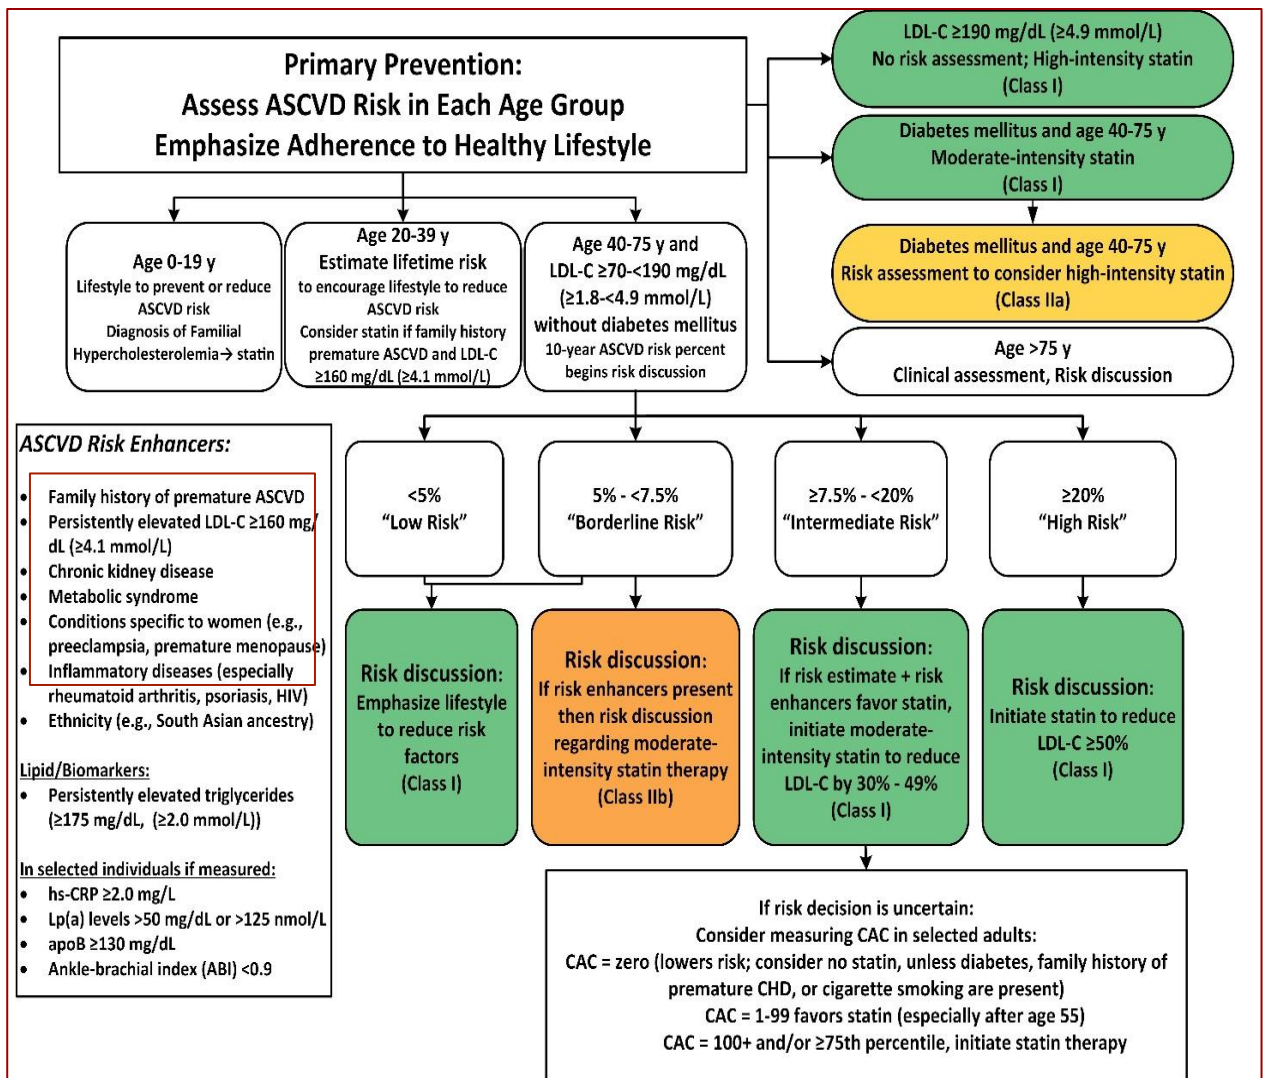 Primary Prevention:
Assess ASCVD Risk in Each Age Group
Emphasize Adherence to Healthy Lifestyle
LDL-C ≥190 mg/dL (≥4.9 mmol/L)
No risk assessment; High-intensity statin
(Class I)
Diabetes mellitus and age 40-75 y
Moderate-intensity statin
(Class I)
Diabetes mellitus and age 40-75 y
Risk assessment to consider high-intensity statin
(Class IIa)
Age >75 y
Clinical assessment, Risk discussion
Age 0-19 y
Lifestyle to prevent or reduce
ASCVD risk
Diagnosis of Familial
Hypercholesterolemia→ statin
Age 20-39 y
Estimate lifetime risk
to encourage lifestyle to reduce
ASCVD risk
Consider statin if family history
premature ASCVD and LDL-C
≥160 mg/dL (≥4.1 mmol/L)
Age 40-75 y and
LDL-C ≥70-<190 mg/dL
(≥1.8-<4.9 mmol/L)
without diabetes mellitus
10-year ASCVD risk percent
begins risk discussion
ASCVD Risk Enhancers:
• Family history of premature ASCVD
• Persistently elevated LDL-C ≥160 mg/
dL (≥4.1 mmol/L)
• Chronic kidney disease
• Metabolic syndrome
• Conditions specific to women (e.g.,
preeclampsia, premature menopause)
• Inflammatory diseases (especially
rheumatoid arthritis, psoriasis, HIV)
• Ethnicity (e.g., South Asian ancestry)
Lipid/Biomarkers:
• Persistently elevated triglycerides
(≥175 mg/dL, (≥2.0 mmol/L))
In selected individuals if measured:
• hs-CRP ≥2.0 mg/L
• Lp(a) levels >50 mg/dL or >125 nmol/L
• apoB ≥130 mg/dL
• Ankle-brachial index (ABI) <0.9
<5%
"Low Risk"
5% - <7.5%
"Borderline Risk"
≥7.5% - <20%
"Intermediate Risk"
≥20%
"High Risk"
Risk discussion:
Emphasize lifestyle
to reduce risk
factors
(Class I)
Risk discussion:
If risk enhancers present
then risk discussion
regarding moderate-
intensity statin therapy
(Class IIb)
Risk discussion:
If risk estimate + risk
enhancers favor statin,
initiate moderate-
intensity statin to reduce
LDL-C by 30% - 49%
(Class I)
Risk discussion:
Initiate statin to reduce
LDL-C ≥50%
(Class I)
If risk decision is uncertain:
Consider measuring CAC in selected adults:
CAC = zero (lowers risk; consider no statin, unless diabetes, family history of
premature CHD, or cigarette smoking are present)
CAC = 1-99 favors statin (especially after age 55)
CAC = 100+ and/or ≥75th percentile, initiate statin therapy